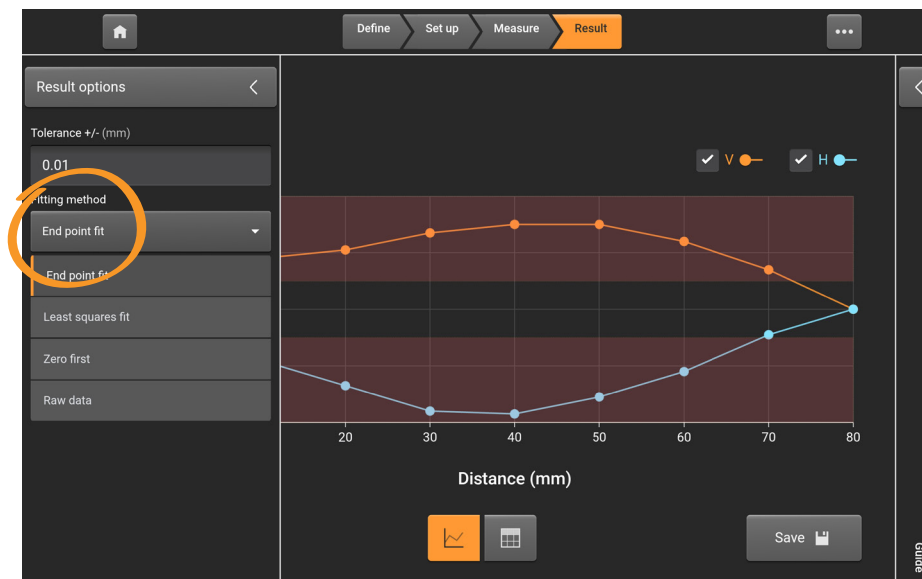 Define
Set up
Measure
Result
Result options
Tolerance +/- (mm)
0.01
Fitting method
End point fit
End point fit
Least squares fit
Zero first
Raw data
V
H
20 30 40 50 60 70 80
Distance (mm)
Save
Guide